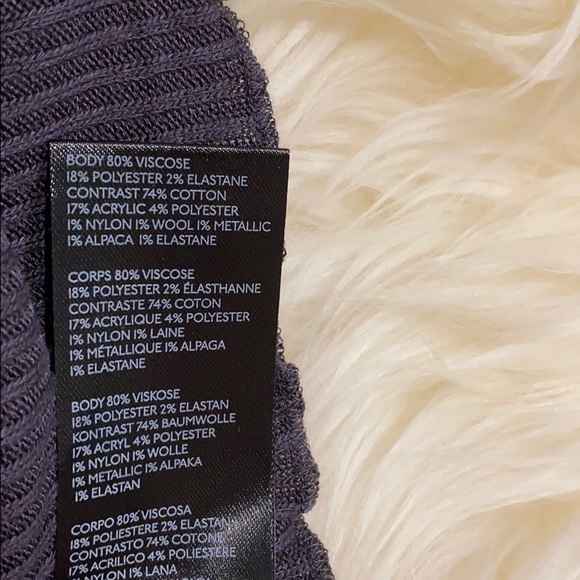 BODY 80% VISCOSE
18% POLYESTER 2% ELASTANE
CONTRAST 74% COTTON
17% ACRYLIC 4% POLYESTER
1% NYLON 1% WOOL 1% METALLIC
1% ALPACA 1% ELASTANE
CORPS 80% VISCOSE
18% POLYESTER 2% ÉLASTHANNE
CONTRASTE 74% COTON
17% ACRYLIQUE 4% POLYESTER
1% NYLON 1% LAINE
1% MÉTALLIQUE 1% ALPAGA
1% ELASTANE
BODY 80% VISKOSE
18% POLYESTER 2% ELASTAN
KONTRAST 74% BAUMWOLLE
17% ACRYL 4% POLYESTER
1% NYLON 1% WOLLE
1% METALLIC 1% ALPAKA
1% ELASTAN
CORPO 80% VISCOSA
18% POLIESTERE 2% ELASTAN
CONTRASTO 74% COTONE
17% ACRILICO 4% POLIESTERE
1% NYLON 1% LANA